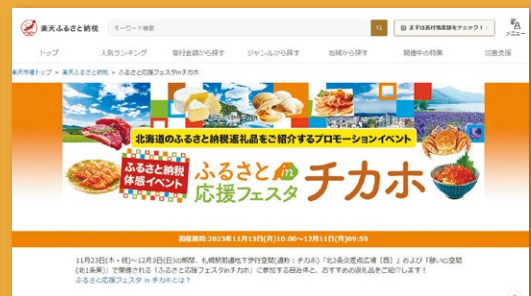 楽天ふるさと納税
キーワード検索
まずは寄付限度額をチェック!
メニュー
トップ
人気ランキング
寄付金額から探す
ジャンルから探す
地域から探す
開催中の特集
災害支援
楽天市場トップ > 楽天ふるさと納税 > ふるさと応援フェスタinチカホ
北海道のふるさと納税返礼品をご紹介するプロモーションイベント
ふるさと納税
体感イベント
ふるさと in
応援フェスタ
チカホ
開催期間:2023年11月13日(月)10:00~12月11日(月)09:59
11月23日(木・祝)~12月3日(日)の期間、札幌駅前通地下歩行空間(通称:チカホ)「北3条交差点広場【西】」および「憩いの空間
(北1条東)」で開催される「ふるさと応援フェスタinチカホ」に参加する自治体と、おすすめの返礼品をご紹介します!
ふるさと応援フェスタ in チカホとは?